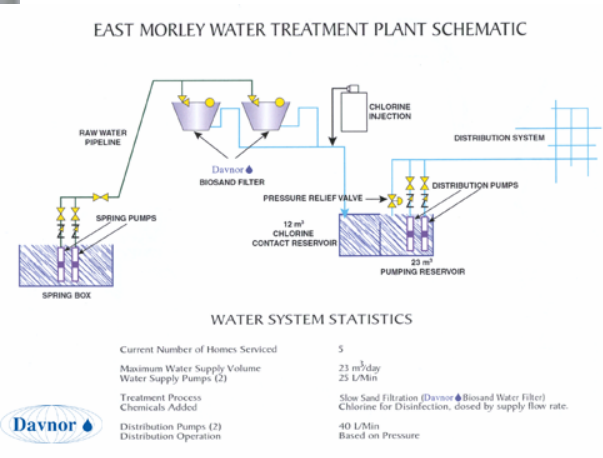 EAST MORLEY WATER TREATMENT PLANT SCHEMATIC
CHLORINE
INJECTION
RAW WATER
PIPELINE
DISTRIBUTION SYSTEM
Davnor
BIOSAND FILTER
DISTRIBUTION PUMPS
PRESSURE RELIEF VALVE
SPRING PUMPS
12 m³
CHLORINE
CONTACT RESERVOIR
23 m³
PUMPING RESERVOIR
SPRING BOX
WATER SYSTEM STATISTICS
Current Number of Homes Serviced 5
Maximum Water Supply Volume 23 m³/day
Water Supply Pumps (2) 25 L/Min
Treatment Process Slow Sand Filtration (Davnor Biosand Water Filter)
Chemicals Added Chlorine for Disinfection, dosed by supply flow rate.
Distribution Pumps (2) 40 L/Min
Distribution Operation Based on Pressure
Davnor